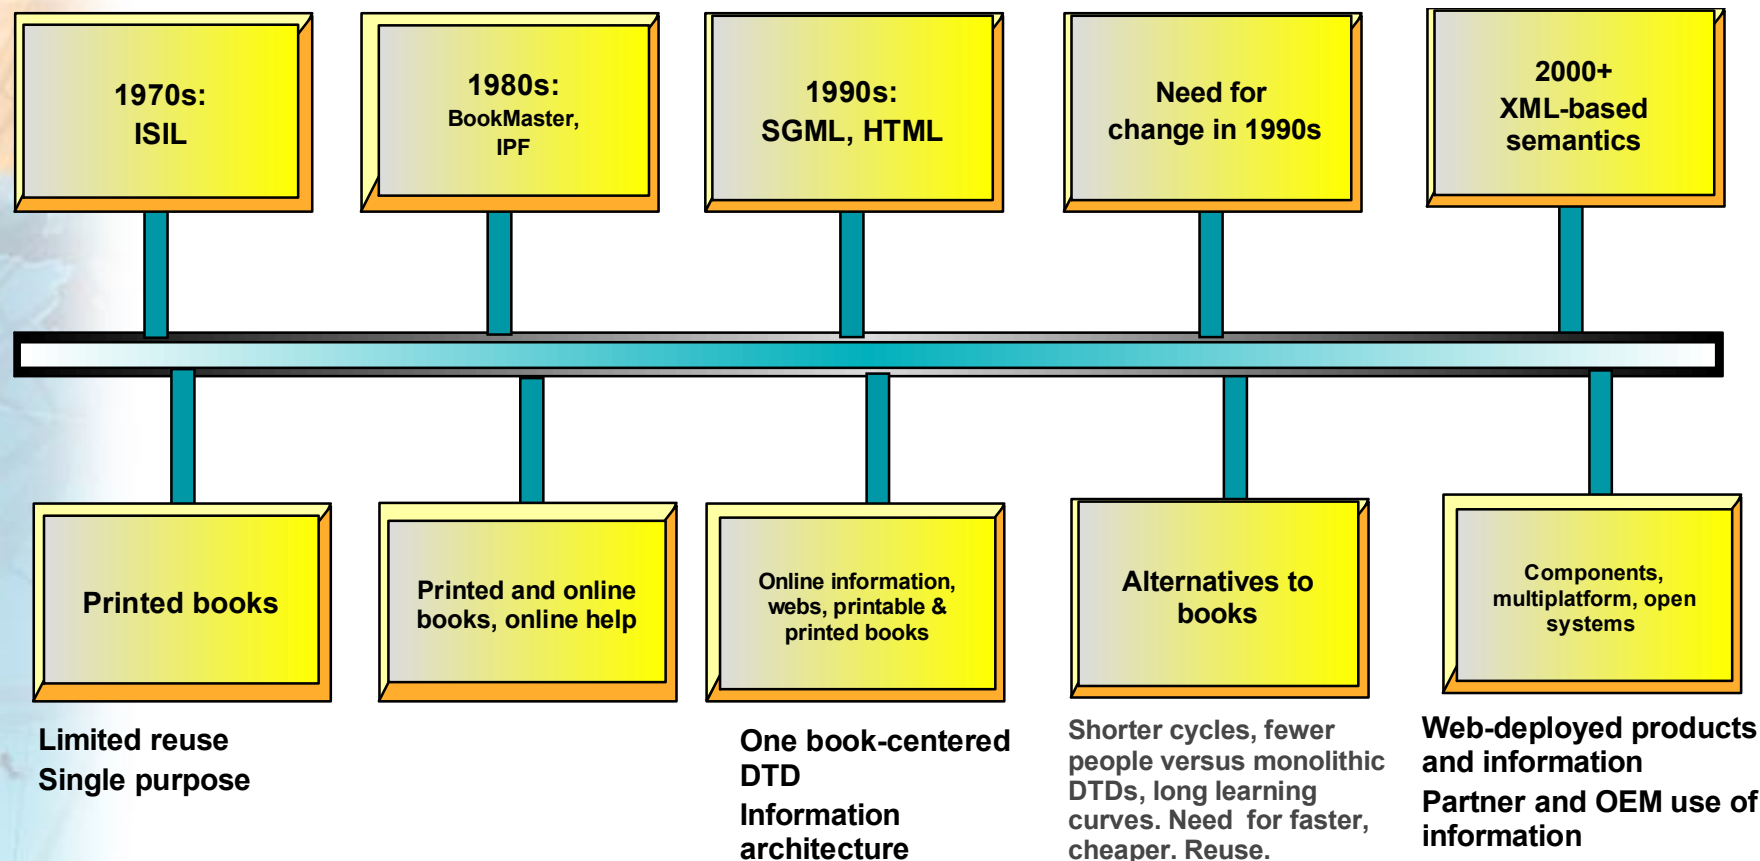 1970s:
ISIL
1980s:
BookMaster,
IPF
1990s:
SGML, HTML
Need for
change in 1990s
2000+
XML-based
semantics
Printed books
Printed and online
books, online help
Online information,
webs, printable &
printed books
Alternatives to
books
Components,
multiplatform, open
systems
Limited reuse
Single purpose
One book-centered
DTD
Information
architecture
Shorter cycles, fewer
people versus monolithic
DTDs, long learning
curves. Need for faster,
cheaper. Reuse.
Web-deployed products
and information
Partner and OEM use of
information